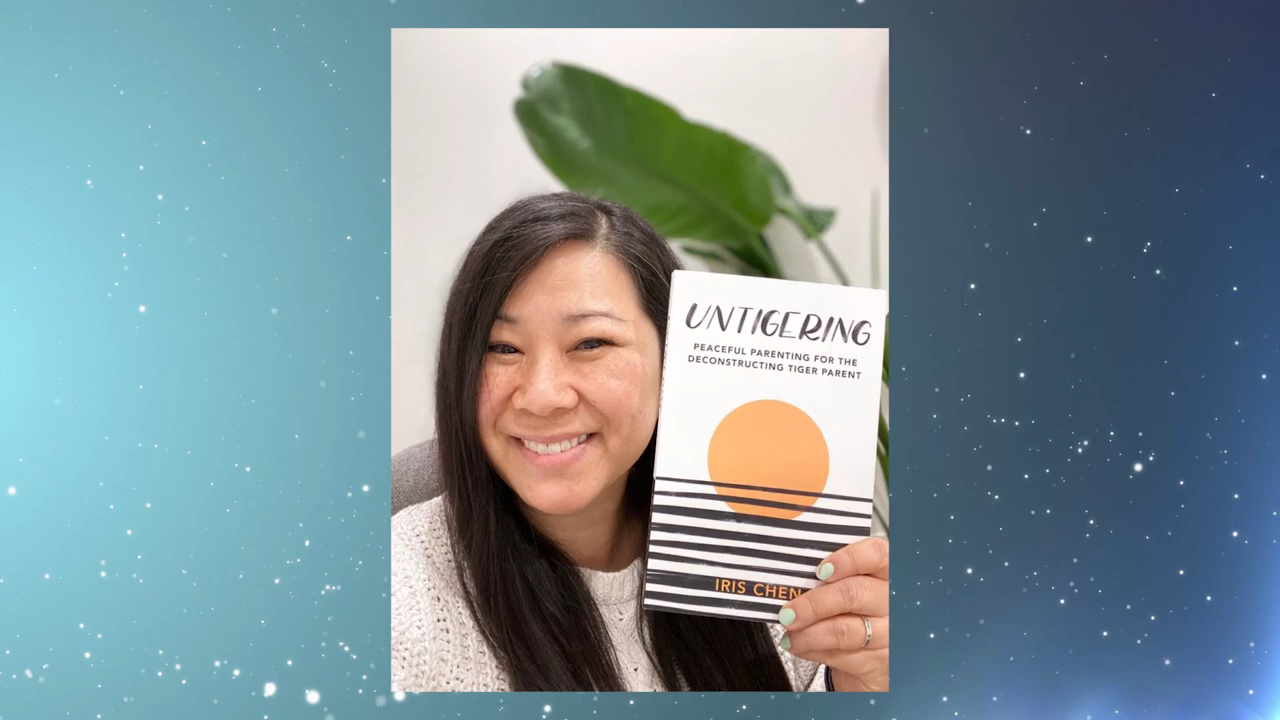 UNTIGERING
PEACEFUL PARENTING FOR THE
DECONSTRUCTING TIGER PARENT
IRIS CHEN